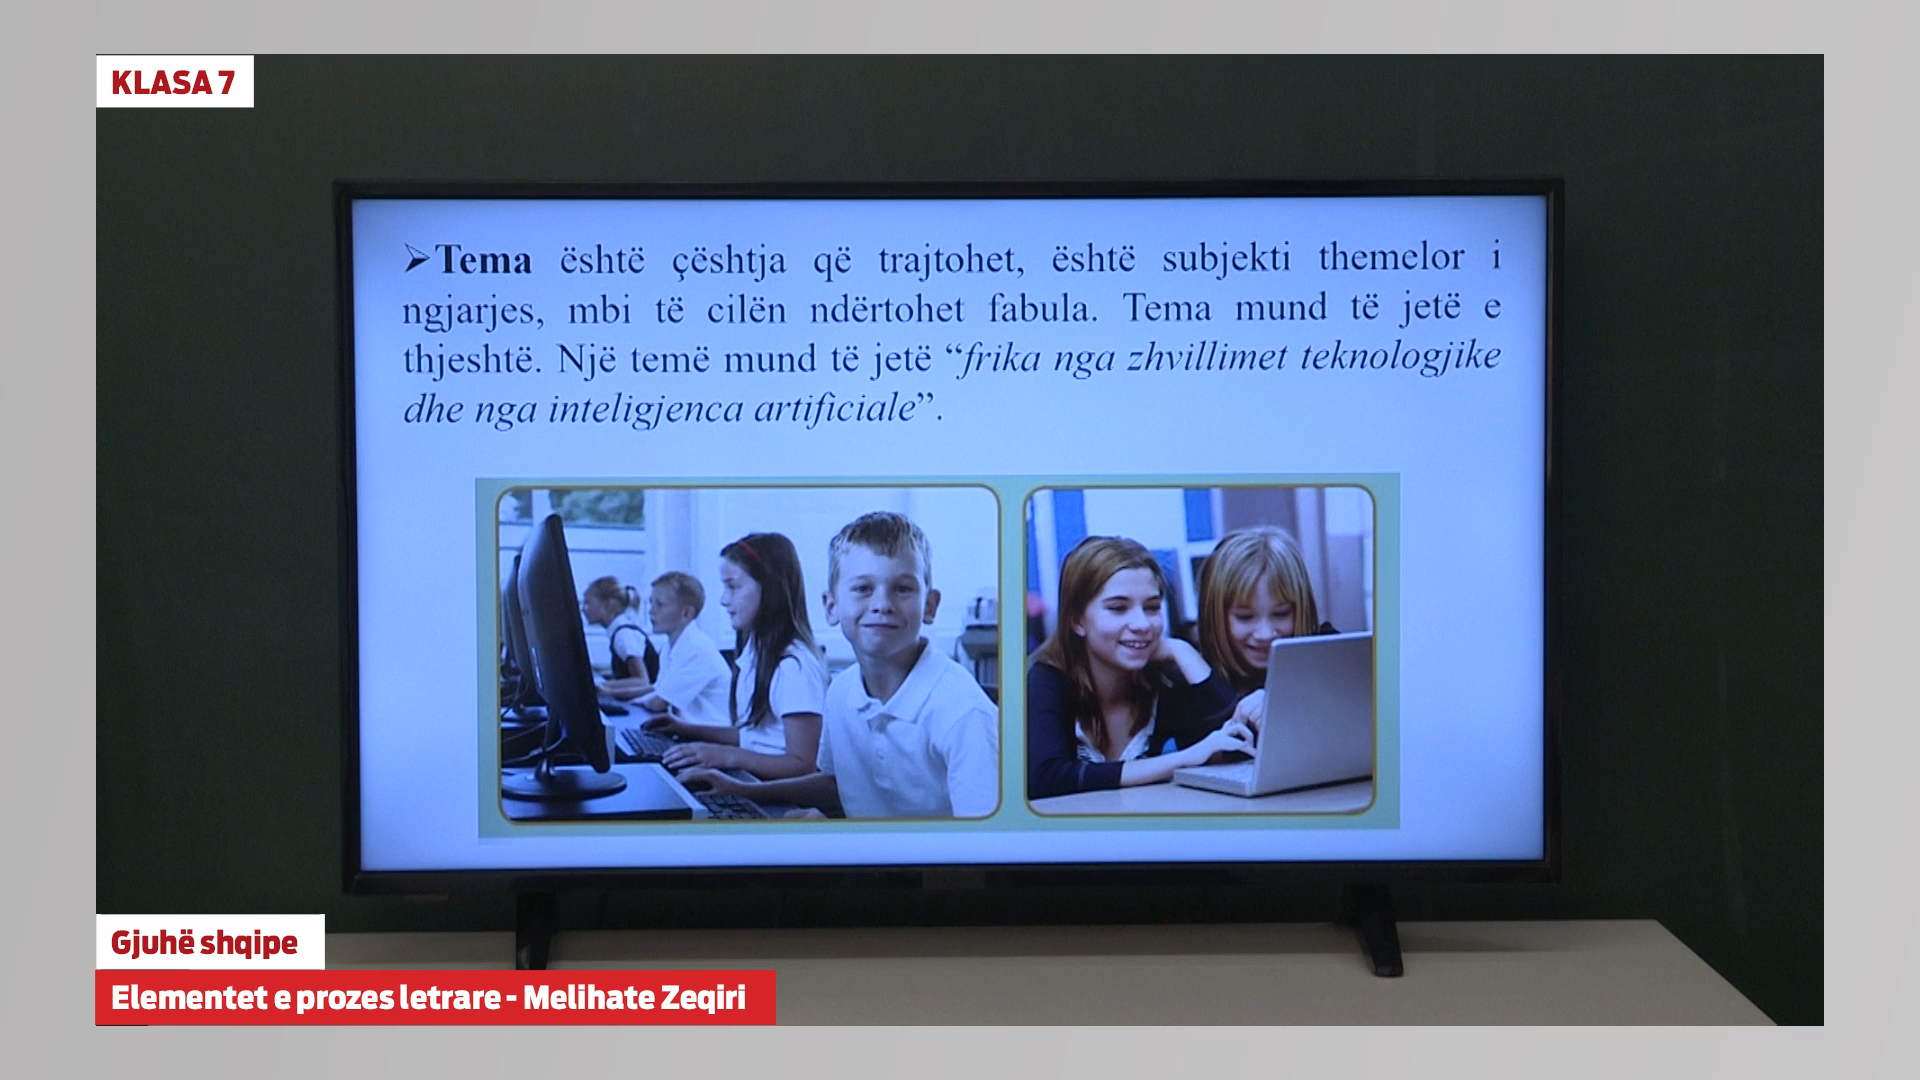 KLASA 7
➢Tema është çështja që trajtohet, është subjekti themelor i
ngjarjes, mbi të cilën ndërtohet fabula. Tema mund të jetë e
thjeshtë. Një temë mund të jetë “frika nga zhvillimet teknologjike
dhe nga inteligjenca artificiale”.
Gjuhë shqipe
Elementet e prozes letrare - Melihate Zeqiri